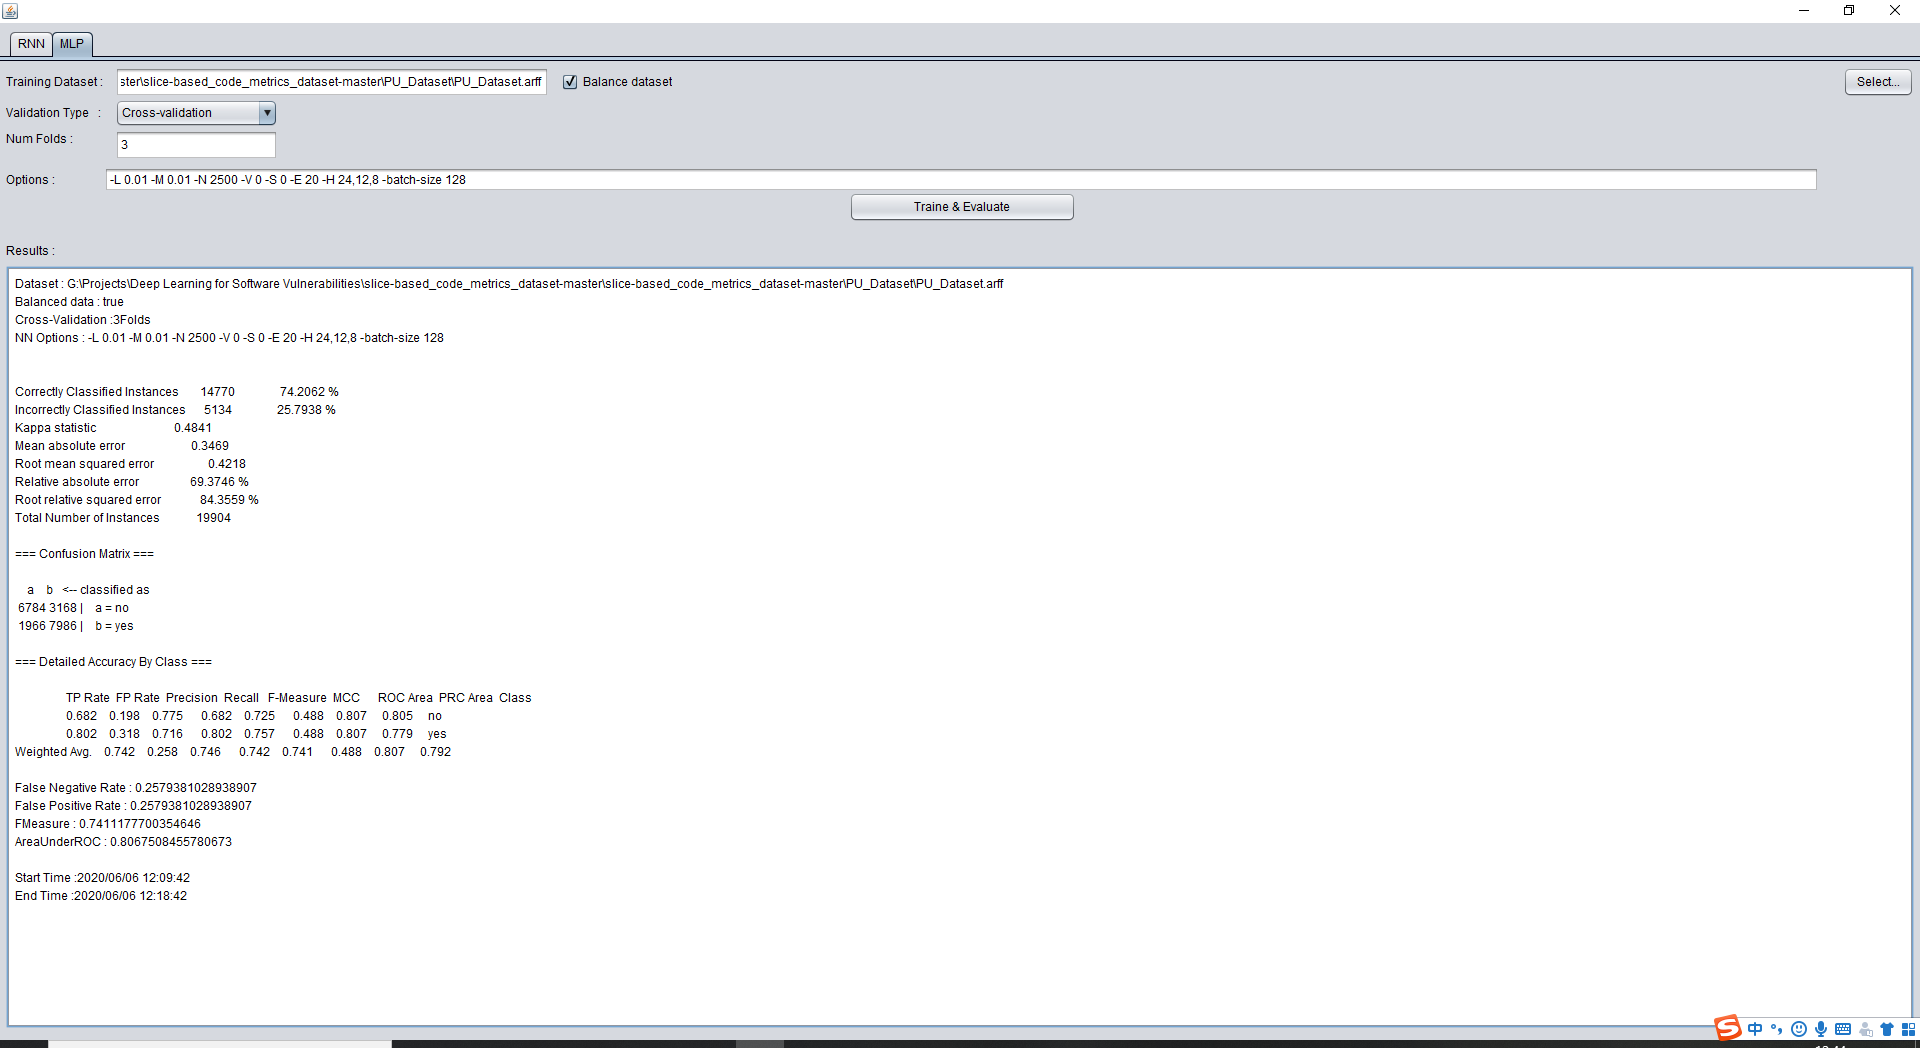 RNN MLP
Training Dataset : ster\slice-based_code_metrics_dataset-master\PU_Dataset\PU_Dataset.arff Balance dataset Select...
Validation Type : Cross-validation
Num Folds : 3
Options : -L 0.01 -M 0.01 -N 2500 -V 0 -S 0 -E 20 -H 24,12,8 -batch-size 128
Traine & Evaluate
Results :
Dataset : G:\Projects\Deep Learning for Software Vulnerabilities\slice-based_code_metrics_dataset-master\slice-based_code_metrics_dataset-master\PU_Dataset\PU_Dataset.arff
Balanced data : true
Cross-Validation :3Folds
NN Options : -L 0.01 -M 0.01 -N 2500 -V 0 -S 0 -E 20 -H 24,12,8 -batch-size 128
Correctly Classified Instances 14770 74.2062 %
Incorrectly Classified Instances 5134 25.7938 %
Kappa statistic 0.4841
Mean absolute error 0.3469
Root mean squared error 0.4218
Relative absolute error 69.3746 %
Root relative squared error 84.3559 %
Total Number of Instances 19904
=== Confusion Matrix ===
a b <-- classified as
6784 3168 | a = no
1966 7986 | b = yes
=== Detailed Accuracy By Class ===
TP Rate FP Rate Precision Recall F-Measure MCC ROC Area PRC Area Class
0.682 0.198 0.775 0.682 0.725 0.488 0.807 0.805 no
0.802 0.318 0.716 0.802 0.757 0.488 0.807 0.779 yes
Weighted Avg. 0.742 0.258 0.746 0.742 0.741 0.488 0.807 0.792
False Negative Rate : 0.2579381028938907
False Positive Rate : 0.2579381028938907
FMeasure : 0.7411177700354646
AreaUnderROC : 0.8067508455780673
Start Time :2020/06/06 12:09:42
End Time :2020/06/06 12:18:42
S 中